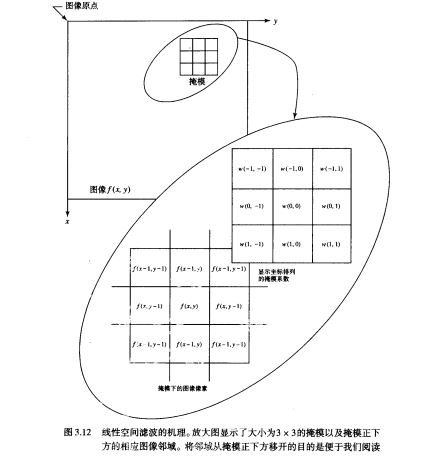 图像原点
y
掩模
图像f(x, y)
x
w(−1, −1) w(−1, 0) w(−1, 1)
w(0, −1) w(0, 0) w(0, 1)
w(1, −1) w(1, 0) w(1, 1)
显示坐标排列
的掩模系数
f(x−1, y−1) f(x−1, y) f(x−1, y−1)
f(x, y−1) f(x, y) f(x, y−1)
f(x−1, y−1) f(x−1, y) f(x−1, y−1)
掩模下的图像像素
图 3.12 线性空间滤波的机理。放大图显示了大小为3 × 3的掩模以及掩模正下
方的相应图像邻域。将邻域从掩模正下方移开的目的是便于我们阅读